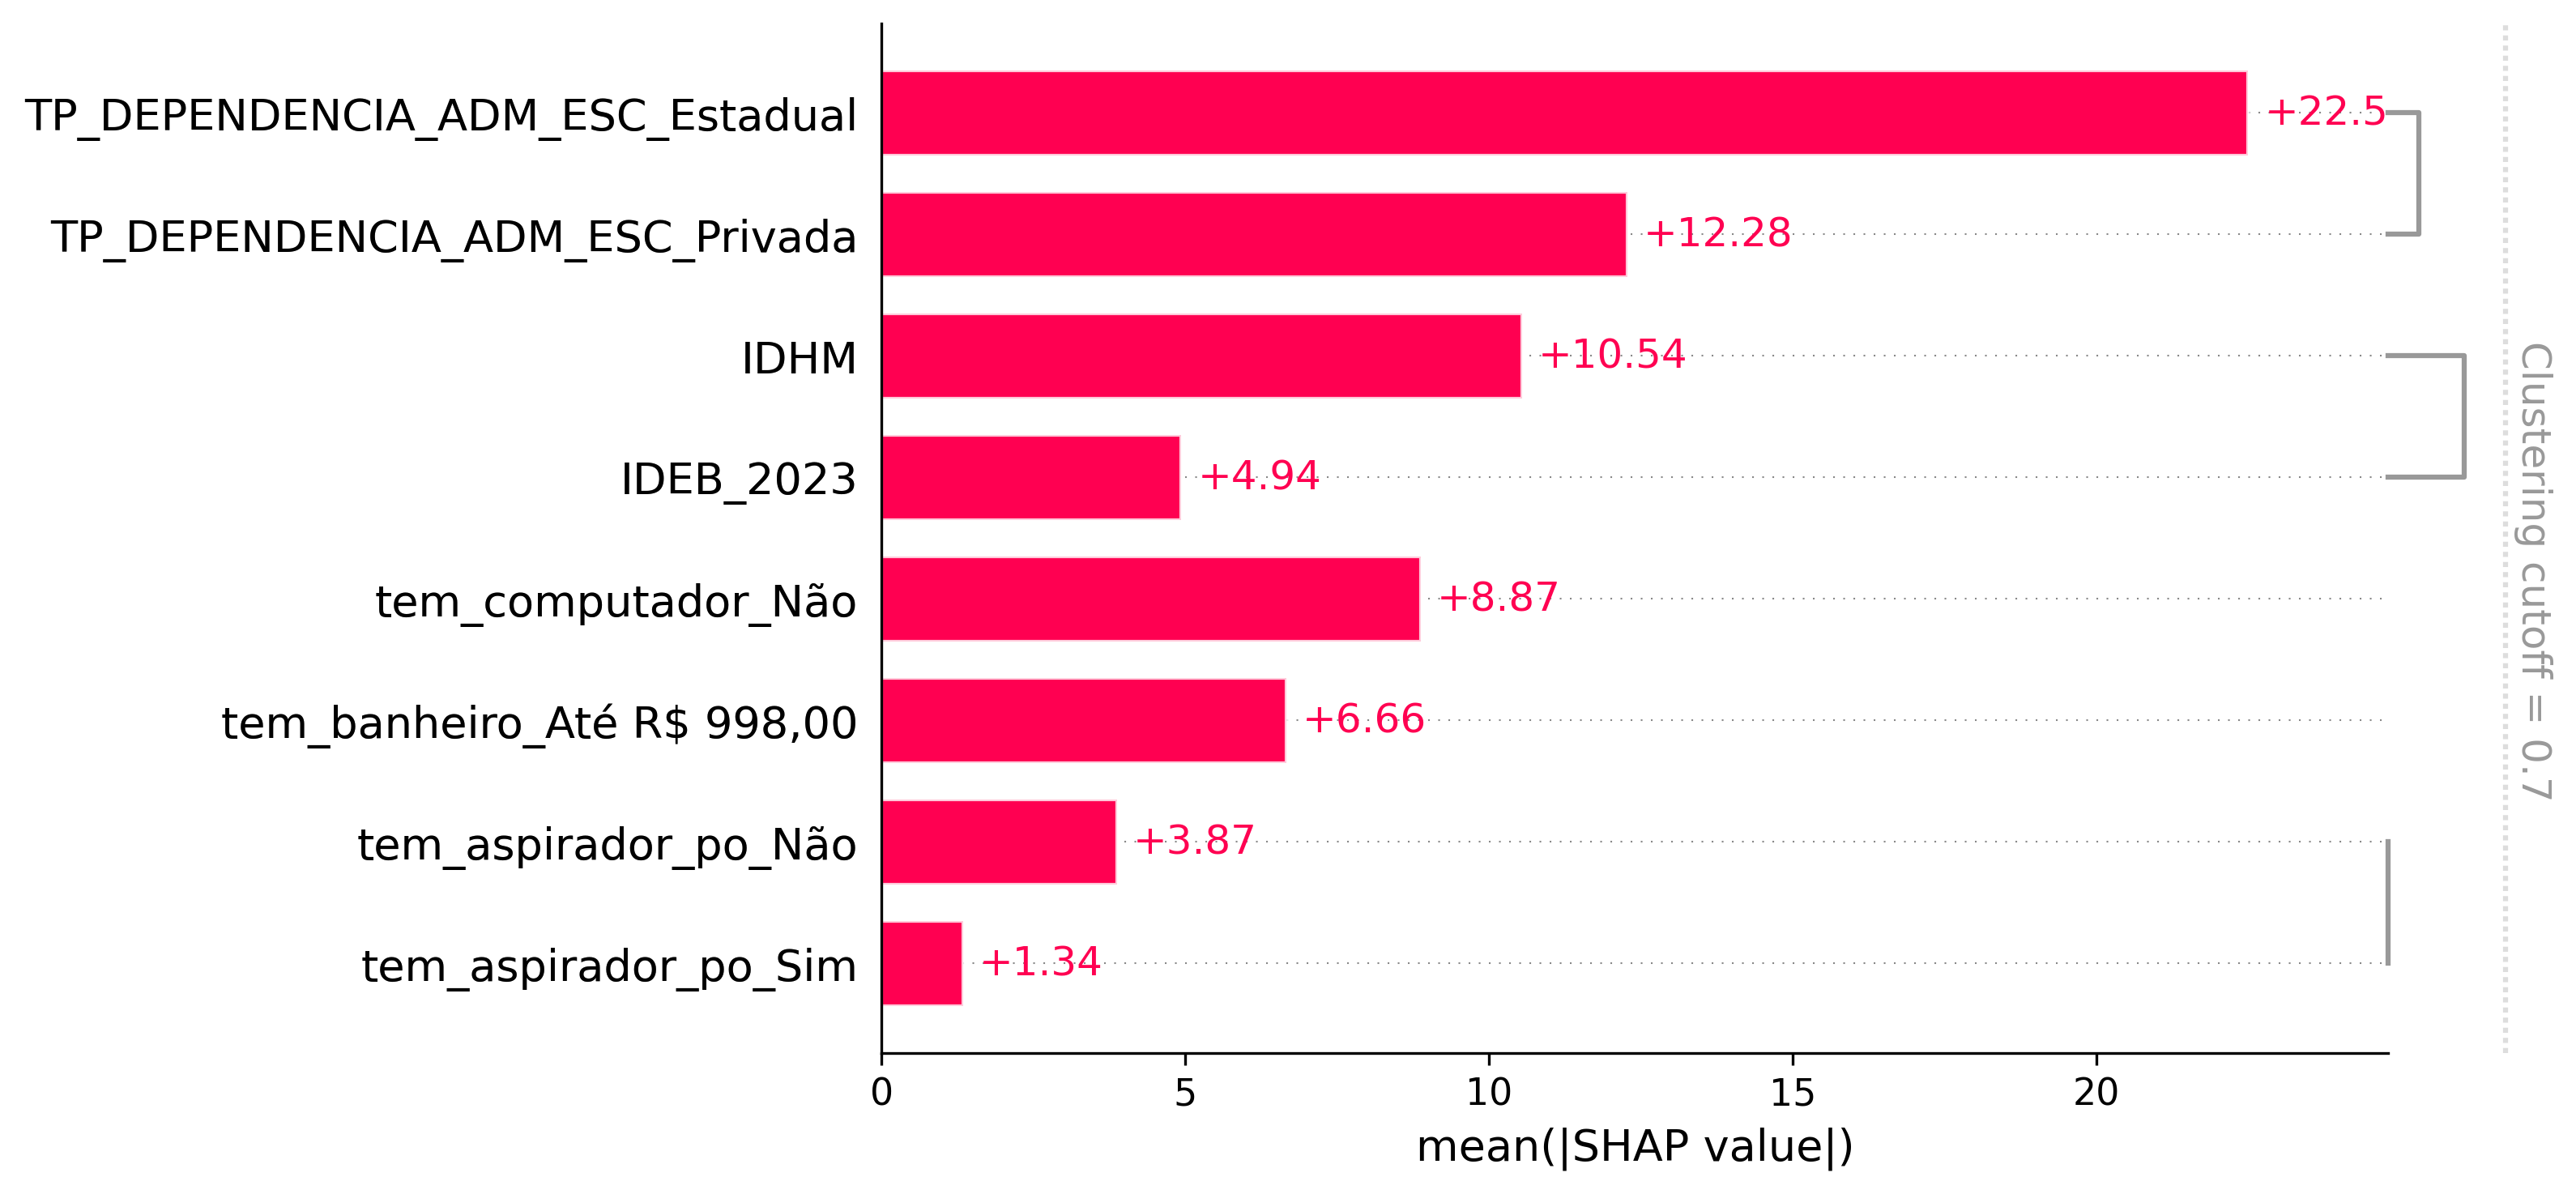 TP_DEPENDENCIA_ADM_ESC_Estadual +22.5
TP_DEPENDENCIA_ADM_ESC_Privada +12.28
IDHM +10.54
IDEB_2023 +4.94
tem_computador_Não +8.87
tem_banheiro_Até R$ 998,00 +6.66
tem_aspirador_po_Não +3.87
tem_aspirador_po_Sim +1.34
0 5 10 15 20
mean(|SHAP value|)
Clustering cutoff = 0.7